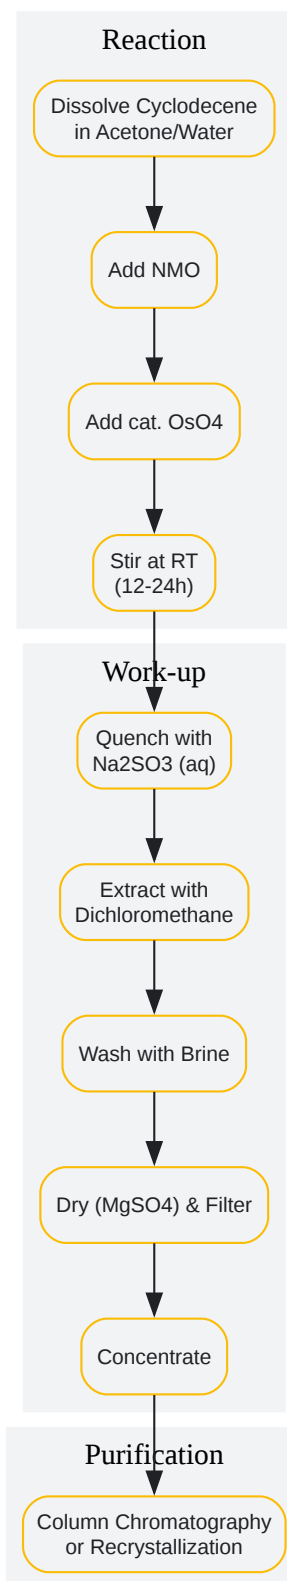 Reaction
Dissolve Cyclodecene
in Acetone/Water
Add NMO
Add cat. OsO4
Stir at RT
(12-24h)
Work-up
Quench with
Na2SO3 (aq)
Extract with
Dichloromethane
Wash with Brine
Dry (MgSO4) & Filter
Concentrate
Purification
Column Chromatography
or Recrystallization